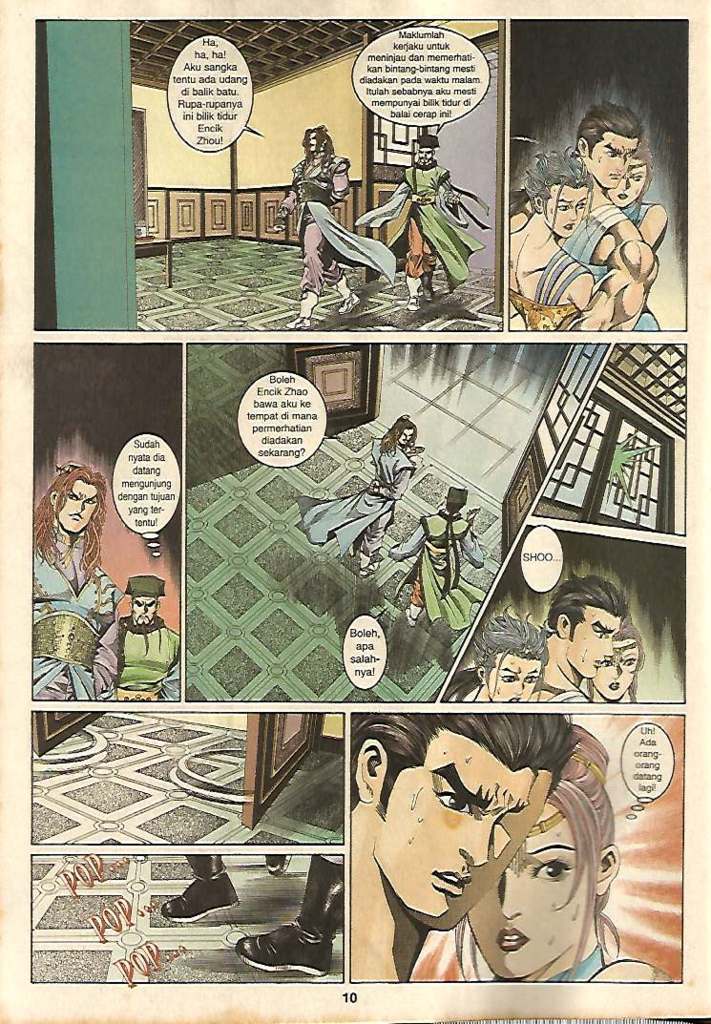 Ha,
ha, ha!
Aku sangka
tentu ada udang
di balik batu.
Rupa-rupanya
ini bilik tidur
Encik
Zhou!
Maklumlah
kerjaku untuk
meninjau dan memerhati-
kan bintang-bintang mesti
diadakan pada waktu malam.
Itulah sebabnya aku mesti
mempunyai bilik tidur di
balai cerap ini!
Sudah
nyata dia
datang
mengunjung
dengan tujuan
yang ter-
tentu!
Boleh
Encik Zhao
bawa aku ke
tempat di mana
permerhatian
diadakan
sekarang?
Boleh,
apa
salah-
nya!
SHOO...
POP...
POP...
POP...
Uh!
Ada
orang-
orang
datang
lagi!
10